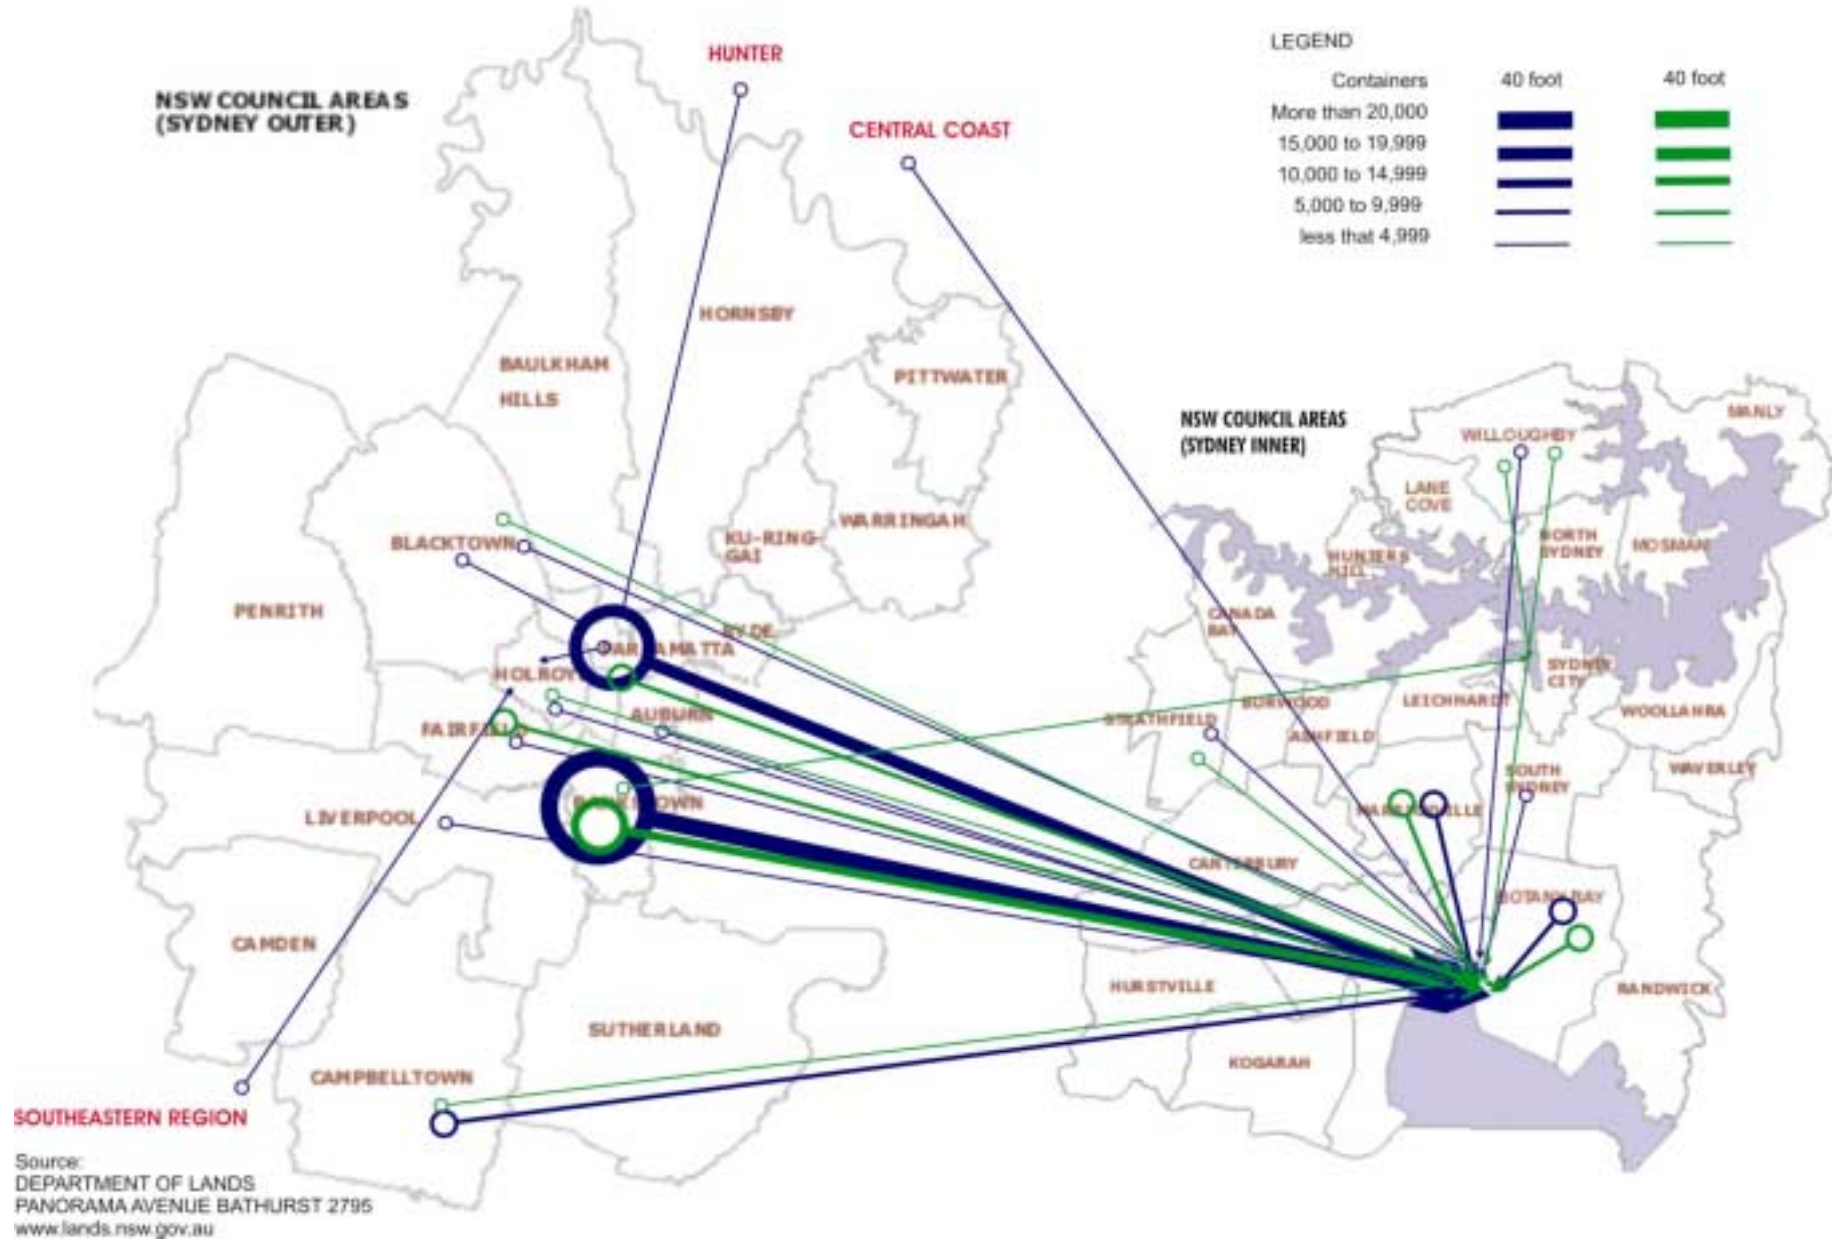 HUNTER
LEGEND
Containers 40 foot 40 foot
More than 20,000
15,000 to 19,999
10,000 to 14,999
5,000 to 9,999
less that 4,999
NSW COUNCIL AREAS
(SYDNEY OUTER)
CENTRAL COAST
HORNSBY
BAULKHAM
HILLS
PITTWATER
NSW COUNCIL AREAS
(SYDNEY INNER)
MANLY
WILLOUGHBY
LANE
COVE
BLACKTOWN
KU-RING-
GAI
WARRINGAH
HUNTERS
HILL
NORTH
SYDNEY
MOSMAN
PENRITH
CANADA
BAY
RYDE
PARRAMATTA
HOLROY
SYDNEY
CITY
FAIRFIELD
AUBURN
STRATHFIELD
BURWOOD
ASHFIELD
LEICHHARDT
WOOLLAHRA
WAVERLEY
SOUTH
SYDNEY
LIVERPOOL
BANKSTOWN
MARRICKVILLE
CANTERBURY
BOTANY BAY
CAMDEN
HURSTVILLE
RANDWICK
SUTHERLAND
KOGARAH
CAMPBELLTOWN
SOUTHEASTERN REGION
Source:
DEPARTMENT OF LANDS
PANORAMA AVENUE BATHURST 2795
www.lands.nsw.gov.au